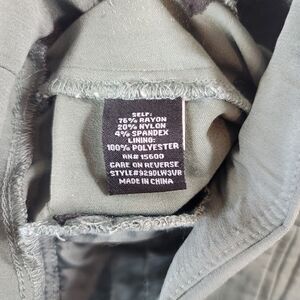 SELF:
76% RAYON
20% NYLON
4% SPANDEX
LINING:
100% POLYESTER
RN# 15600
CARE ON REVERSE
STYLE#929DLW3UR
MADE IN CHINA